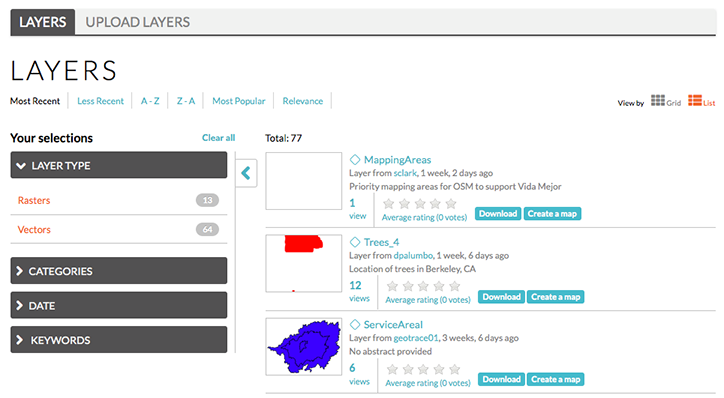 LAYERS UPLOAD LAYERS
LAYERS
Most Recent Less Recent A - Z Z - A Most Popular Relevance
View by Grid List
Your selections Clear all
LAYER TYPE
Rasters 13
Vectors 64
CATEGORIES
DATE
KEYWORDS
Total: 77
MappingAreas
Layer from sclark, 1 week, 2 days ago
Priority mapping areas for OSM to support Vida Mejor
1
view
Average rating (0 votes) Download Create a map
Trees_4
Layer from dpalumbo, 1 week, 6 days ago
Location of trees in Berkeley, CA
12
views
Average rating (0 votes) Download Create a map
ServiceAreaI
Layer from geotrace01, 3 weeks, 6 days ago
No abstract provided
6
views
Average rating (0 votes) Download Create a map